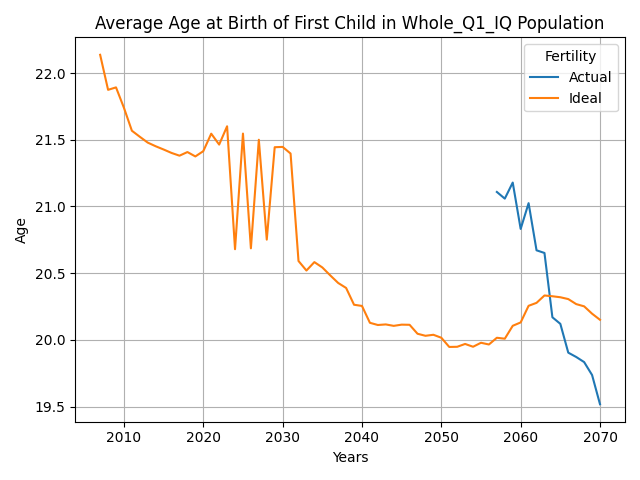 Average Age at Birth of First Child in Whole_Q1_IQ Population
Fertility
Actual
Ideal
Age
22.0
21.5
21.0
20.5
20.0
19.5
2010 2020 2030 2040 2050 2060 2070
Years